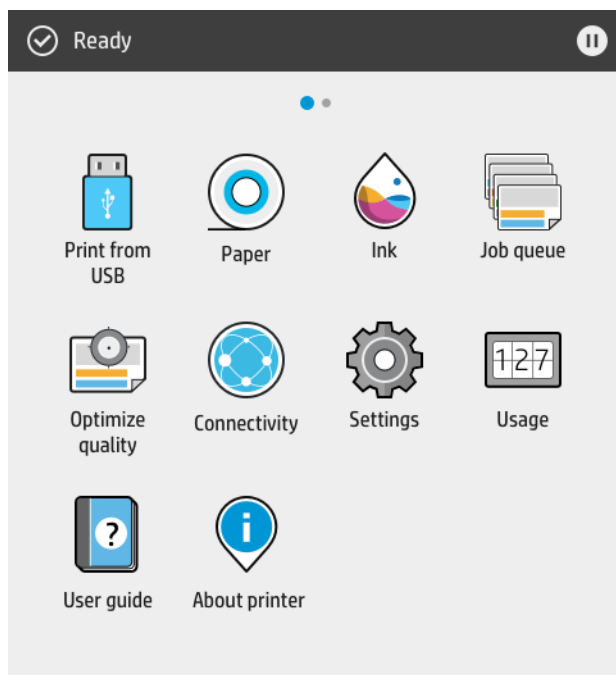 Ready
Print from
USB
Paper
Ink
Job queue
Optimize
quality
Connectivity
Settings
127
Usage
?
User guide
i
About printer